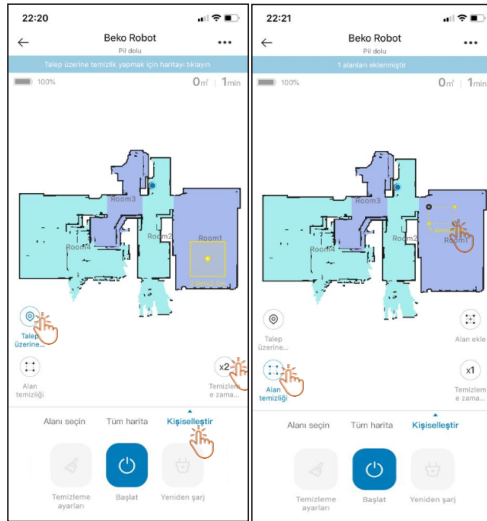 22:20
Beko Robot
Pil dolu
Talep üzerine temizlik yapmak için haritayı tıklayın
100%
0㎡ | 1min
Room3
Room2
Room1
Room4
Talep
üzerine...
x2
Alan
temizliği
Temizlem
e zama...
Alanı seçin
Tüm harita
Kişiselleştir
Temizleme
ayarları
Başlat
Yeniden şarj
22:21
Beko Robot
Pil dolu
1 alanları eklenmiştir
100%
0㎡ | 1min
Room3
Room2
Room1
Room4
Talep
üzerine...
Alan ekle
x1
Alan
temizliği
Temizlem
e zama...
Alanı seçin
Tüm harita
Kişiselleştir
Temizleme
ayarları
Başlat
Yeniden şarj